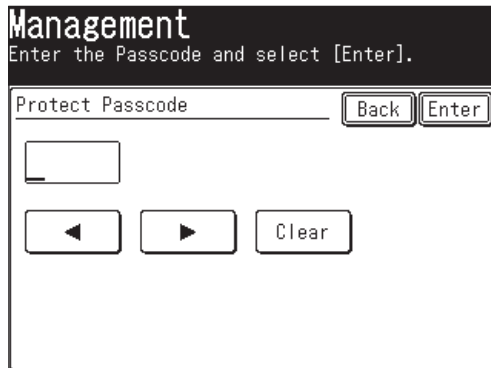 Management
Enter the Passcode and select [Enter].
Protect Passcode
Back Enter
◀ ▶ Clear